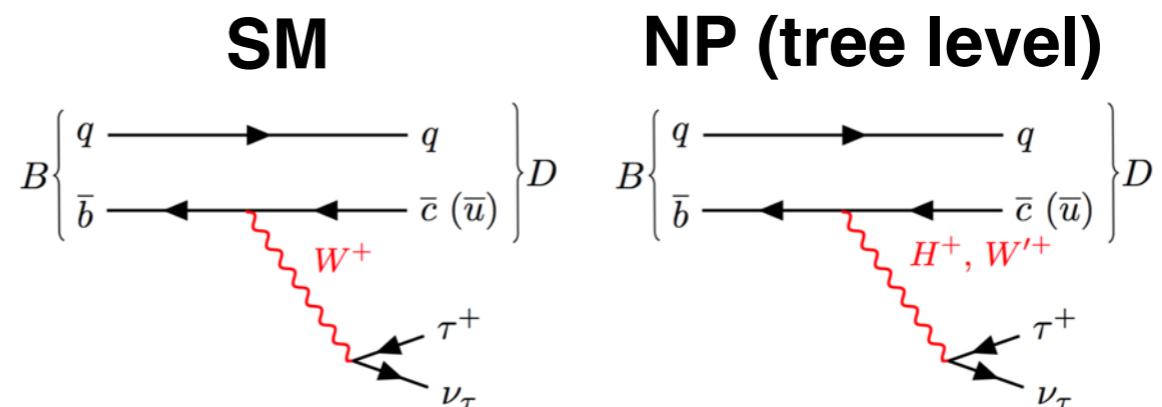 SM
NP (tree level)
B { q q } D
b̄ c̄ (ū)
W⁺
τ⁺
ν_τ
B { q q } D
b̄ c̄ (ū)
H⁺, W′⁺
τ⁺
ν_τ